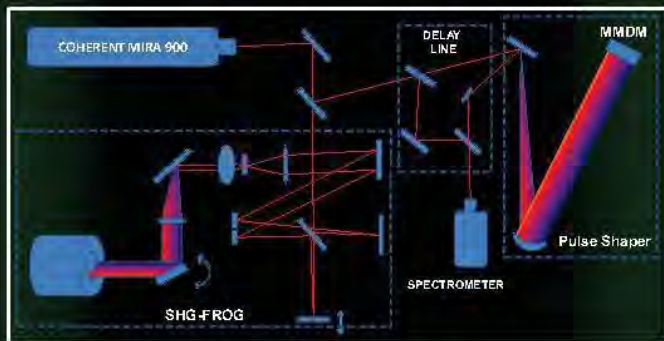 COHERENT MIRA 900
DELAY
LINE
MMDM
Pulse Shaper
SPECTROMETER
SHG-FROG